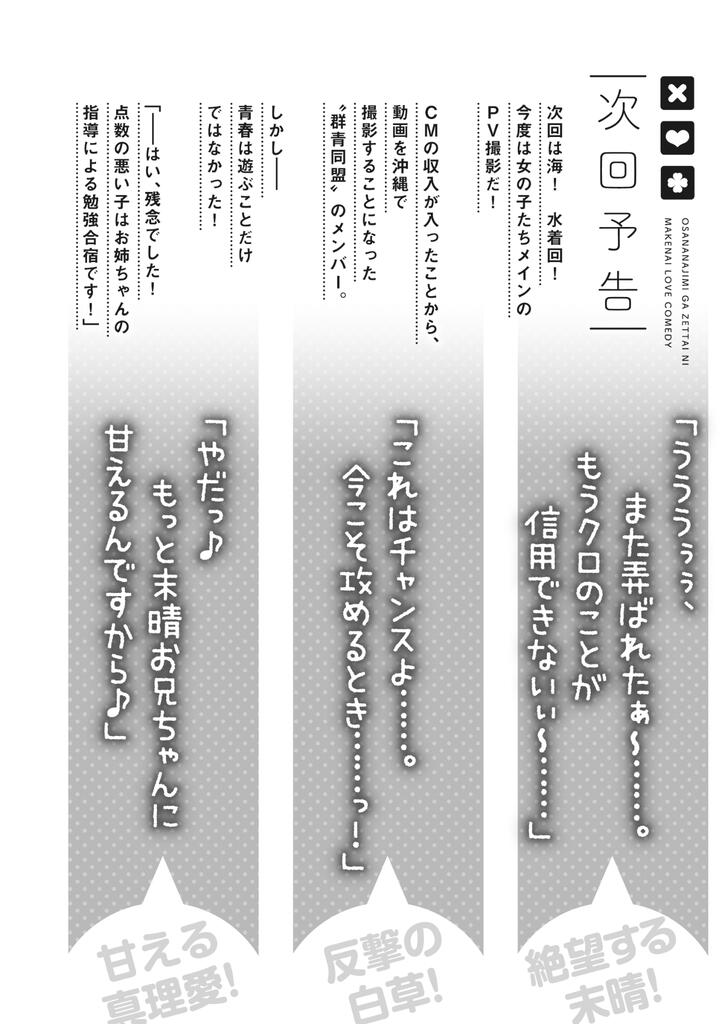 OSANANAJIMI GA ZETTAI NI
MAKENAI LOVE COMEDY
次回予告
次回は海! 水着回!
今度は女の子たちメインの
PV撮影だ!
CMの収入が入ったことから、
動画を沖縄で
撮影することになった
〝群青同盟〟のメンバー。
しかし――
青春は遊ぶことだけ
ではなかった!
「――はい、残念でした!
点数の悪い子はお姉ちゃんの
指導による勉強合宿です!」
「うううぅぅ、
また弄ばれたぁ～……。
もうクロのことが
信用できないぃ～……」
絶望する
末晴!
「これはチャンスよ……。
今こそ攻めるとき……っ!」
反撃の
白草!
「やだっ♪
もっと末晴お兄ちゃんに
甘えるんですから♪」
甘える
真理愛!